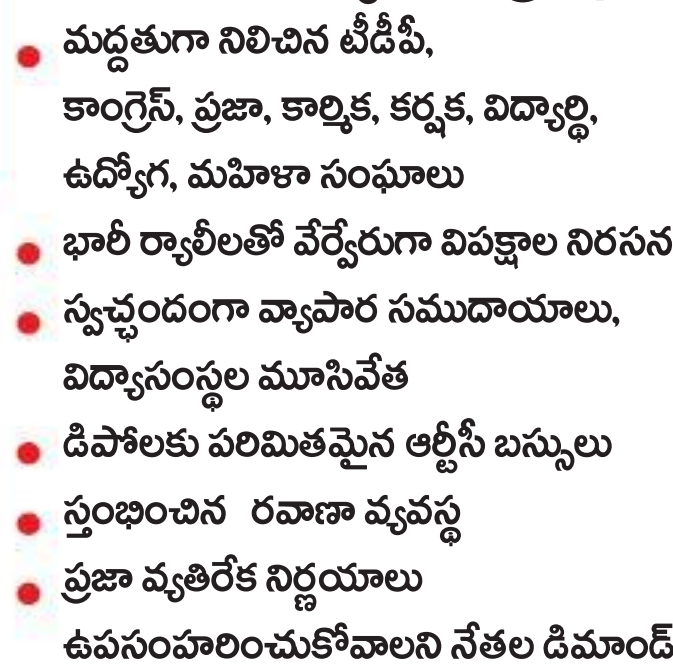 • మద్దతుగా నిలిచిన టీడీపీ,
కాంగ్రెస్, ప్రజా, కార్మిక, కర్షక, విద్యార్థి,
ఉద్యోగ, మహిళా సంఘాలు
• భారీ ర్యాలీలతో వేర్వేరుగా విపక్షాల నిరసన
• స్వచ్ఛందంగా వ్యాపార సముదాయాలు,
విద్యాసంస్థల మూసివేత
• డిపోలకు పరిమితమైన ఆర్టీసీ బస్సులు
• స్తంభించిన రవాణా వ్యవస్థ
• ప్రజా వ్యతిరేక నిర్ణయాలు
ఉపసంహరించుకోవాలని నేతల డిమాండ్